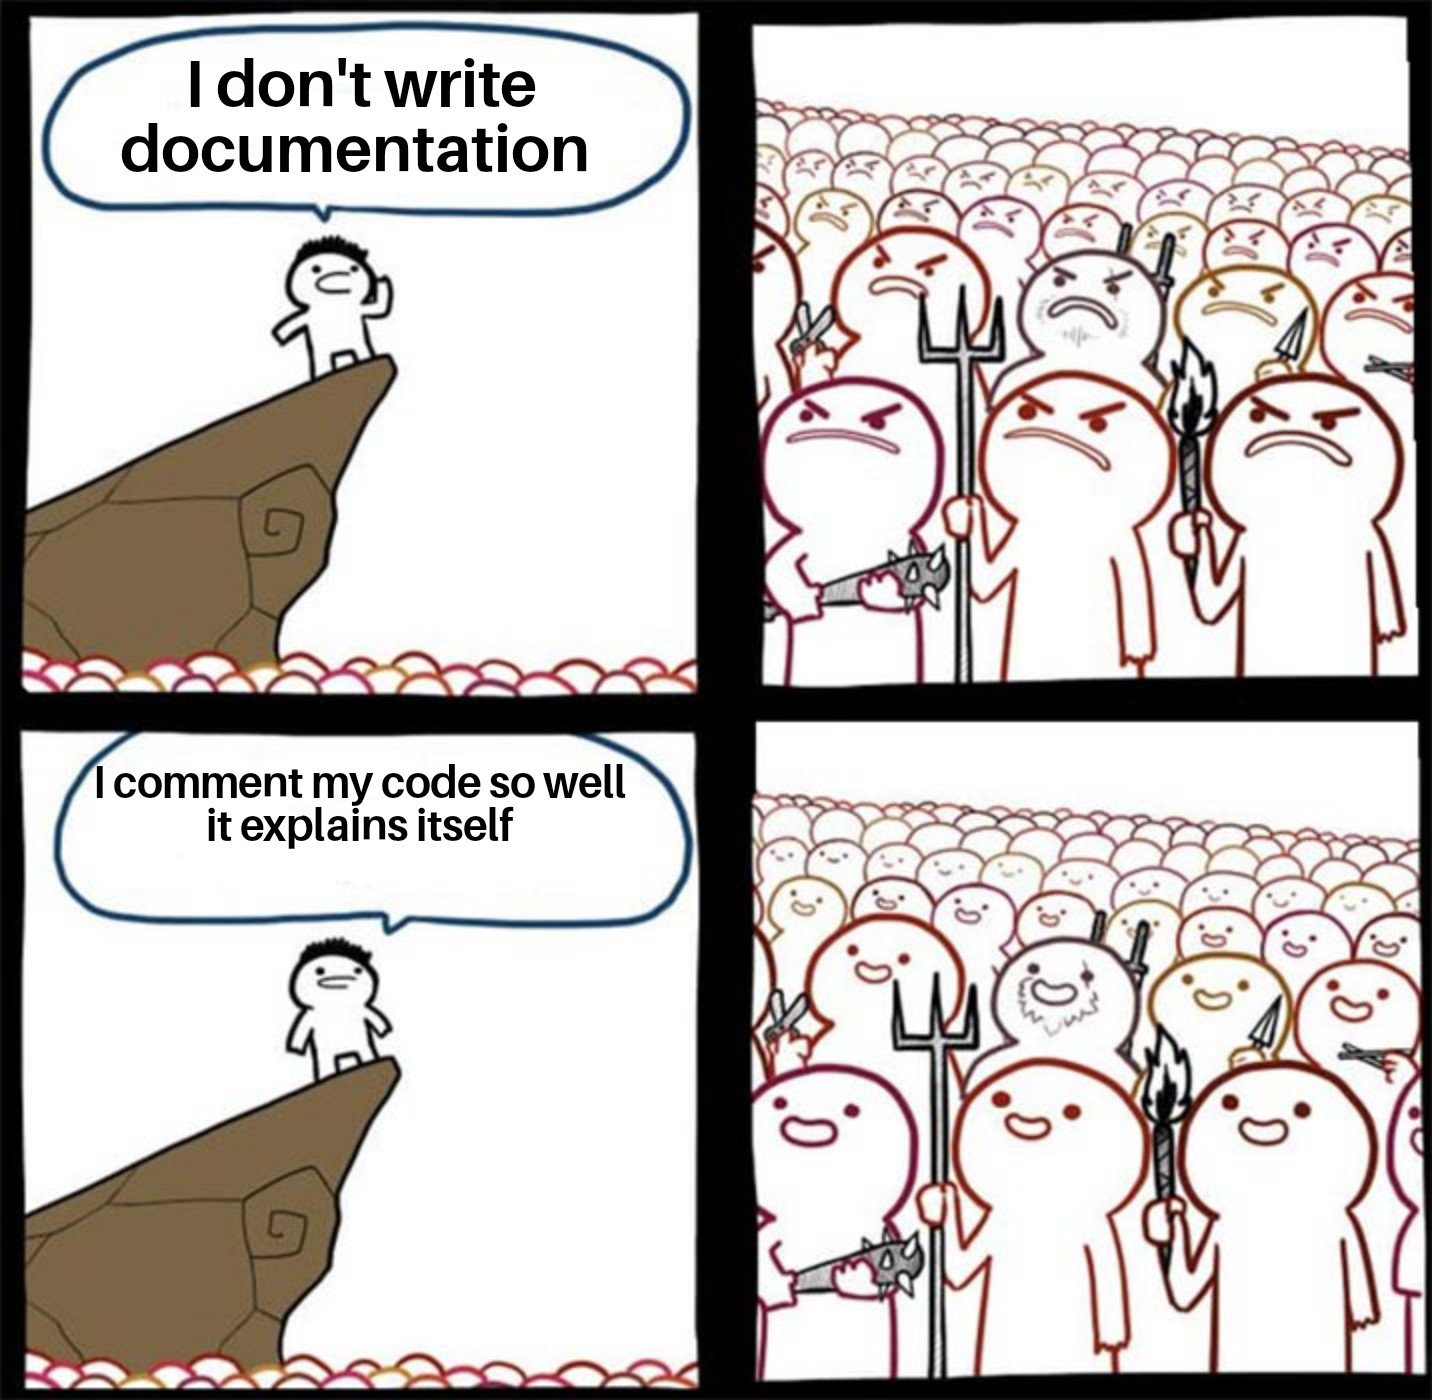 I don't write
documentation
I comment my code so well
it explains itself